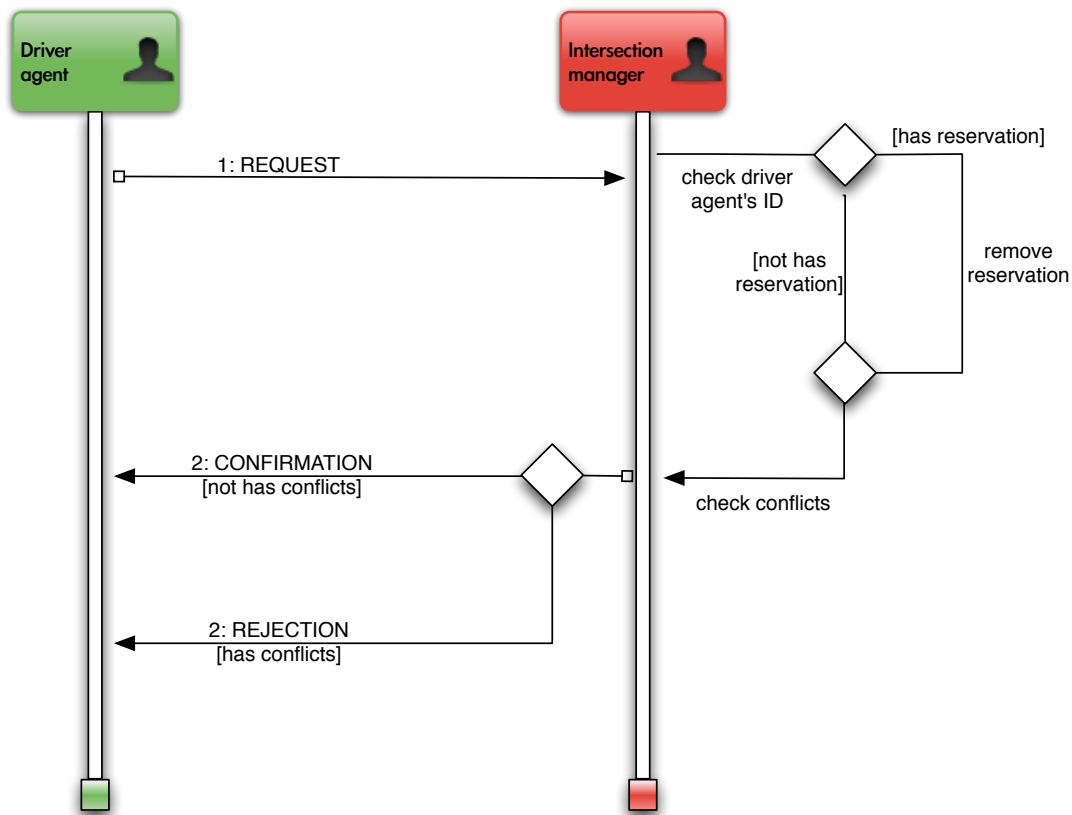 Driver
agent
Intersection
manager
[has reservation]
1: REQUEST
check driver
agent's ID
[not has
reservation]
remove
reservation
2: CONFIRMATION
[not has conflicts]
check conflicts
2: REJECTION
[has conflicts]